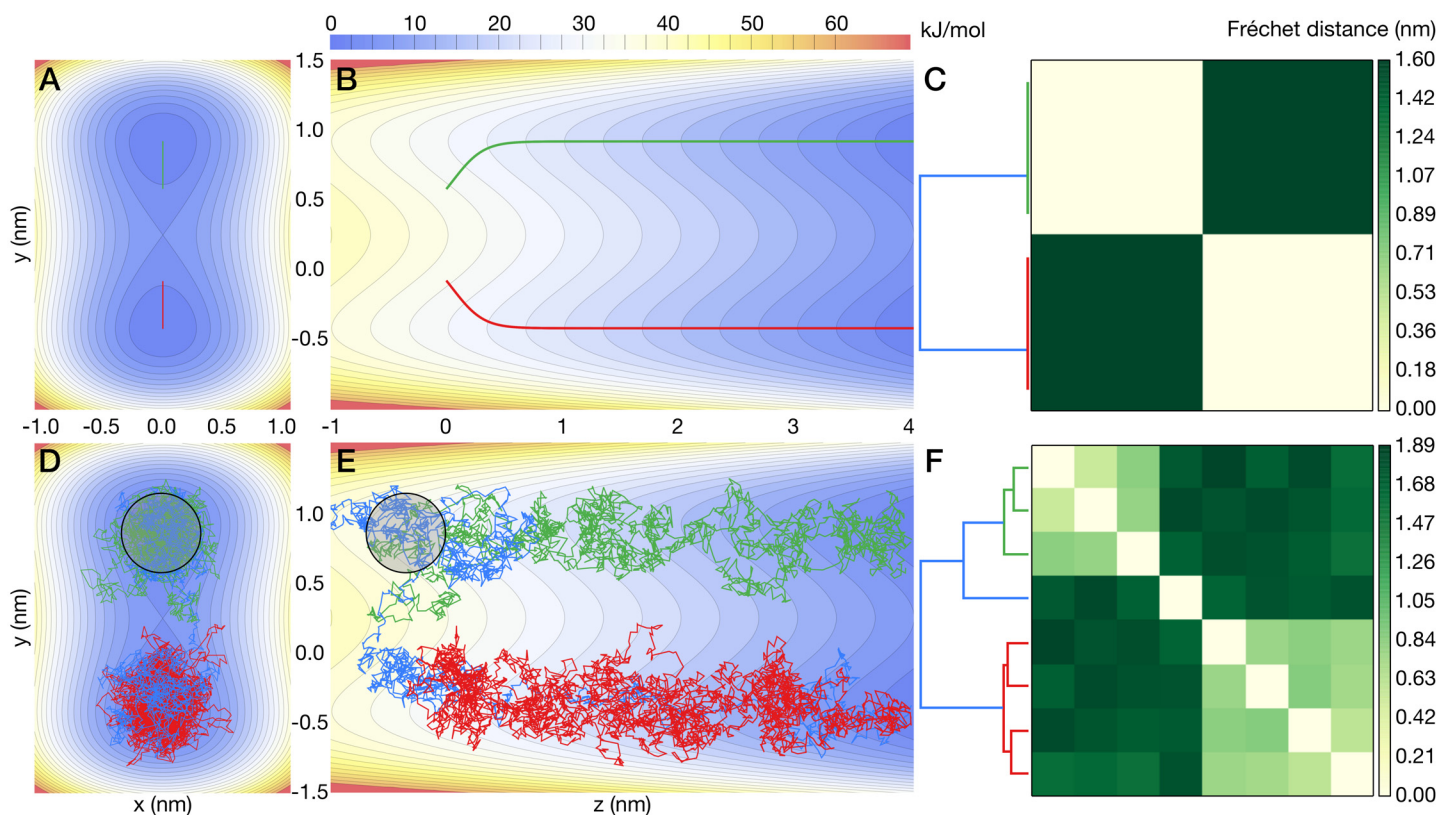 0 10 20 30 40 50 60 kJ/mol
Fréchet distance (nm)
A
B
C
1.5
1.0
0.5
0.0
-0.5
y (nm)
1.60
1.42
1.24
1.07
0.89
0.71
0.53
0.36
0.18
0.00
-1.0 -0.5 0.0 0.5 1.0
-1 0 1 2 3 4
D
E
F
1.0
0.5
0.0
-0.5
-1.5
y (nm)
1.89
1.68
1.47
1.26
1.05
0.84
0.63
0.42
0.21
0.00
x (nm)
z (nm)